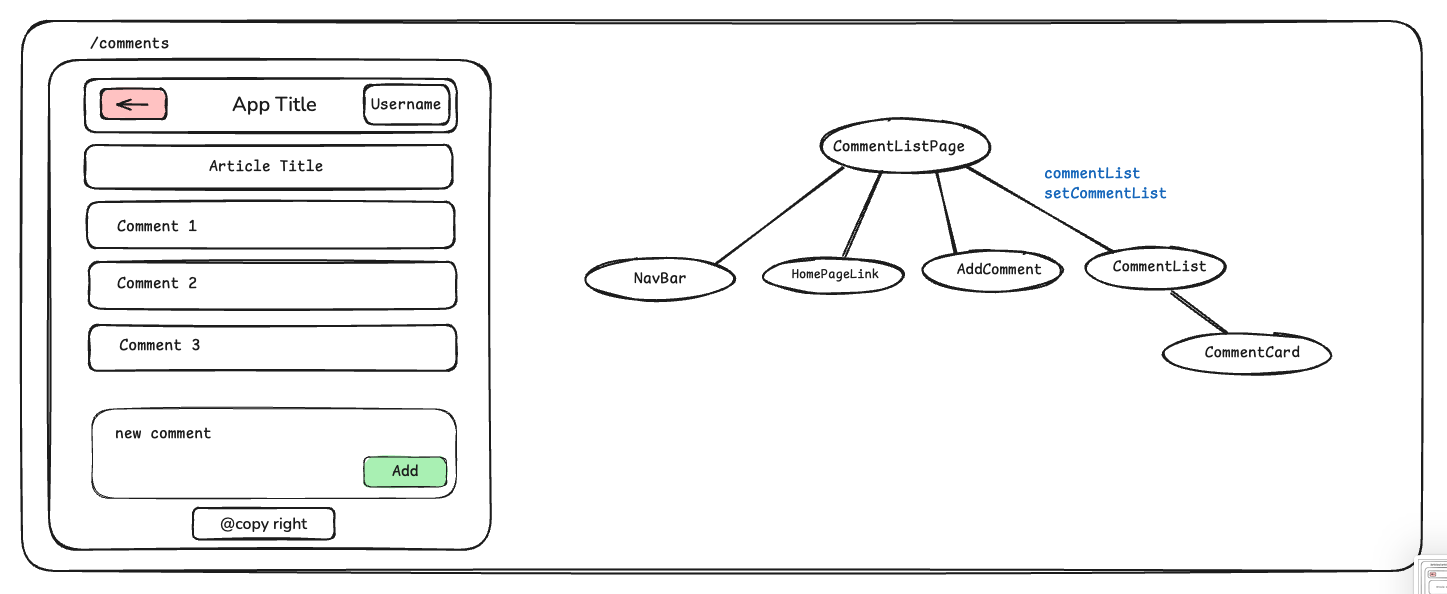 /comments
App Title
Username
Article Title
Comment 1
Comment 2
Comment 3
new comment
Add
@copy right
CommentListPage
commentList
setCommentList
NavBar
HomePageLink
AddComment
CommentList
CommentCard